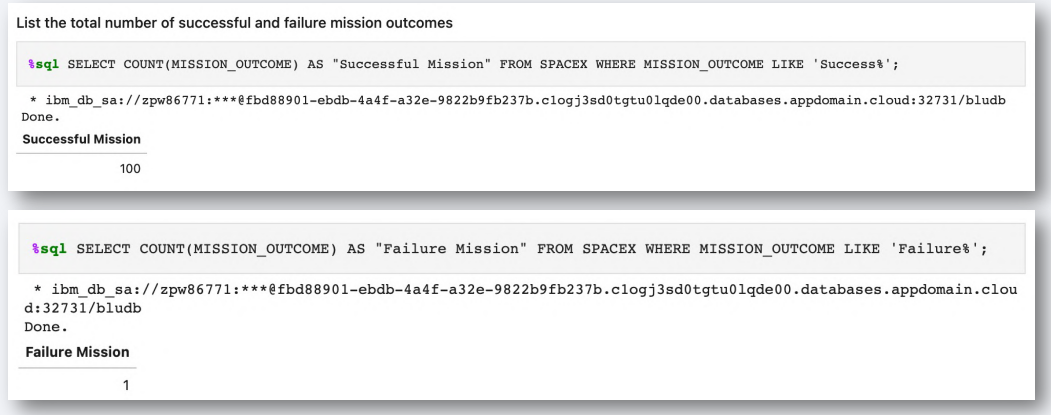 List the total number of successful and failure mission outcomes
%sql SELECT COUNT(MISSION_OUTCOME) AS "Successful Mission" FROM SPACEX WHERE MISSION_OUTCOME LIKE 'Success%';
* ibm_db_sa://zpw86771:***@fbd88901-ebdb-4a4f-a32e-9822b9fb237b.c1ogj3sd0tgtu0lqde00.databases.appdomain.cloud:32731/bludb
Done.
Successful Mission
100
%sql SELECT COUNT(MISSION_OUTCOME) AS "Failure Mission" FROM SPACEX WHERE MISSION_OUTCOME LIKE 'Failure%';
* ibm_db_sa://zpw86771:***@fbd88901-ebdb-4a4f-a32e-9822b9fb237b.c1ogj3sd0tgtu0lqde00.databases.appdomain.clou
d:32731/bludb
Done.
Failure Mission
1